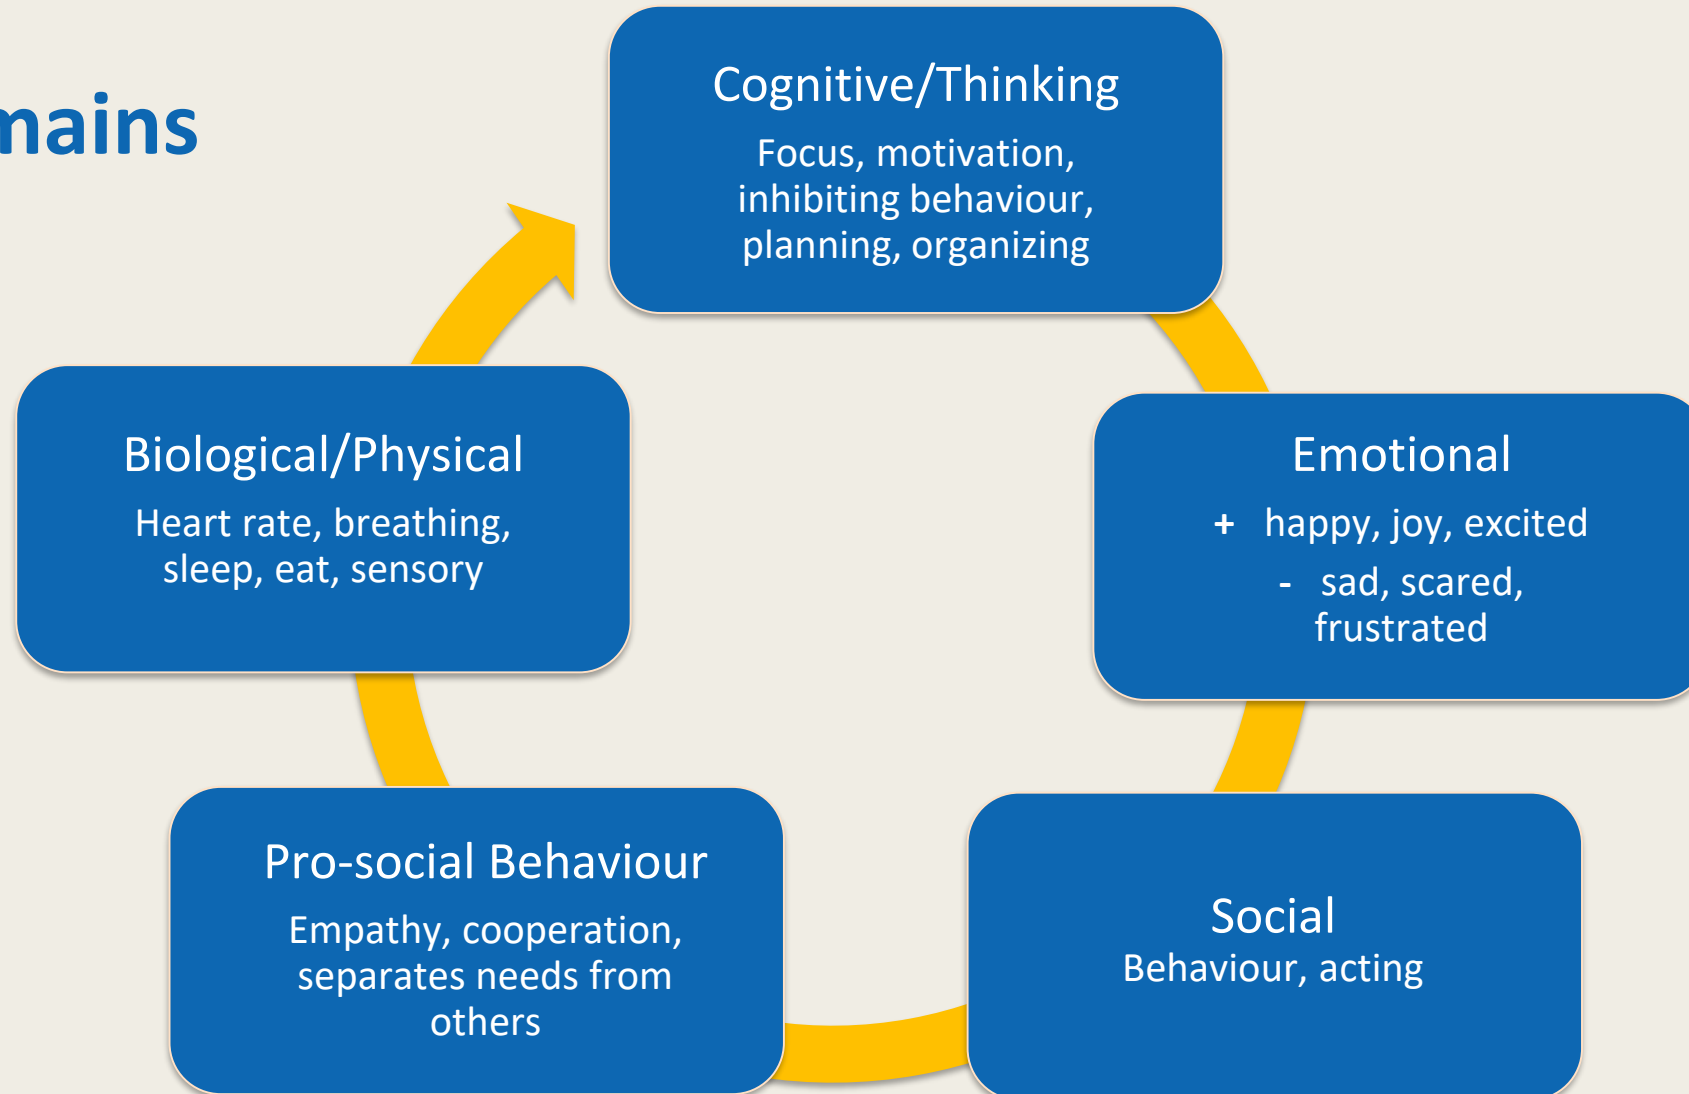 mains
Cognitive/Thinking
Focus, motivation,
inhibiting behaviour,
planning, organizing
Emotional
+ happy, joy, excited
- sad, scared,
frustrated
Social
Behaviour, acting
Pro-social Behaviour
Empathy, cooperation,
separates needs from
others
Biological/Physical
Heart rate, breathing,
sleep, eat, sensory